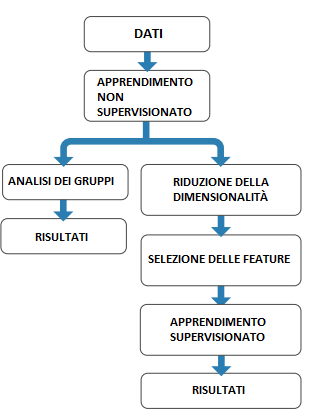 DATI
APPRENDIMENTO
NON
SUPERVISIONATO
ANALISI DEI GRUPPI
RISULTATI
RIDUZIONE DELLA
DIMENSIONALITÀ
SELEZIONE DELLE FEATURE
APPRENDIMENTO
SUPERVISIONATO
RISULTATI